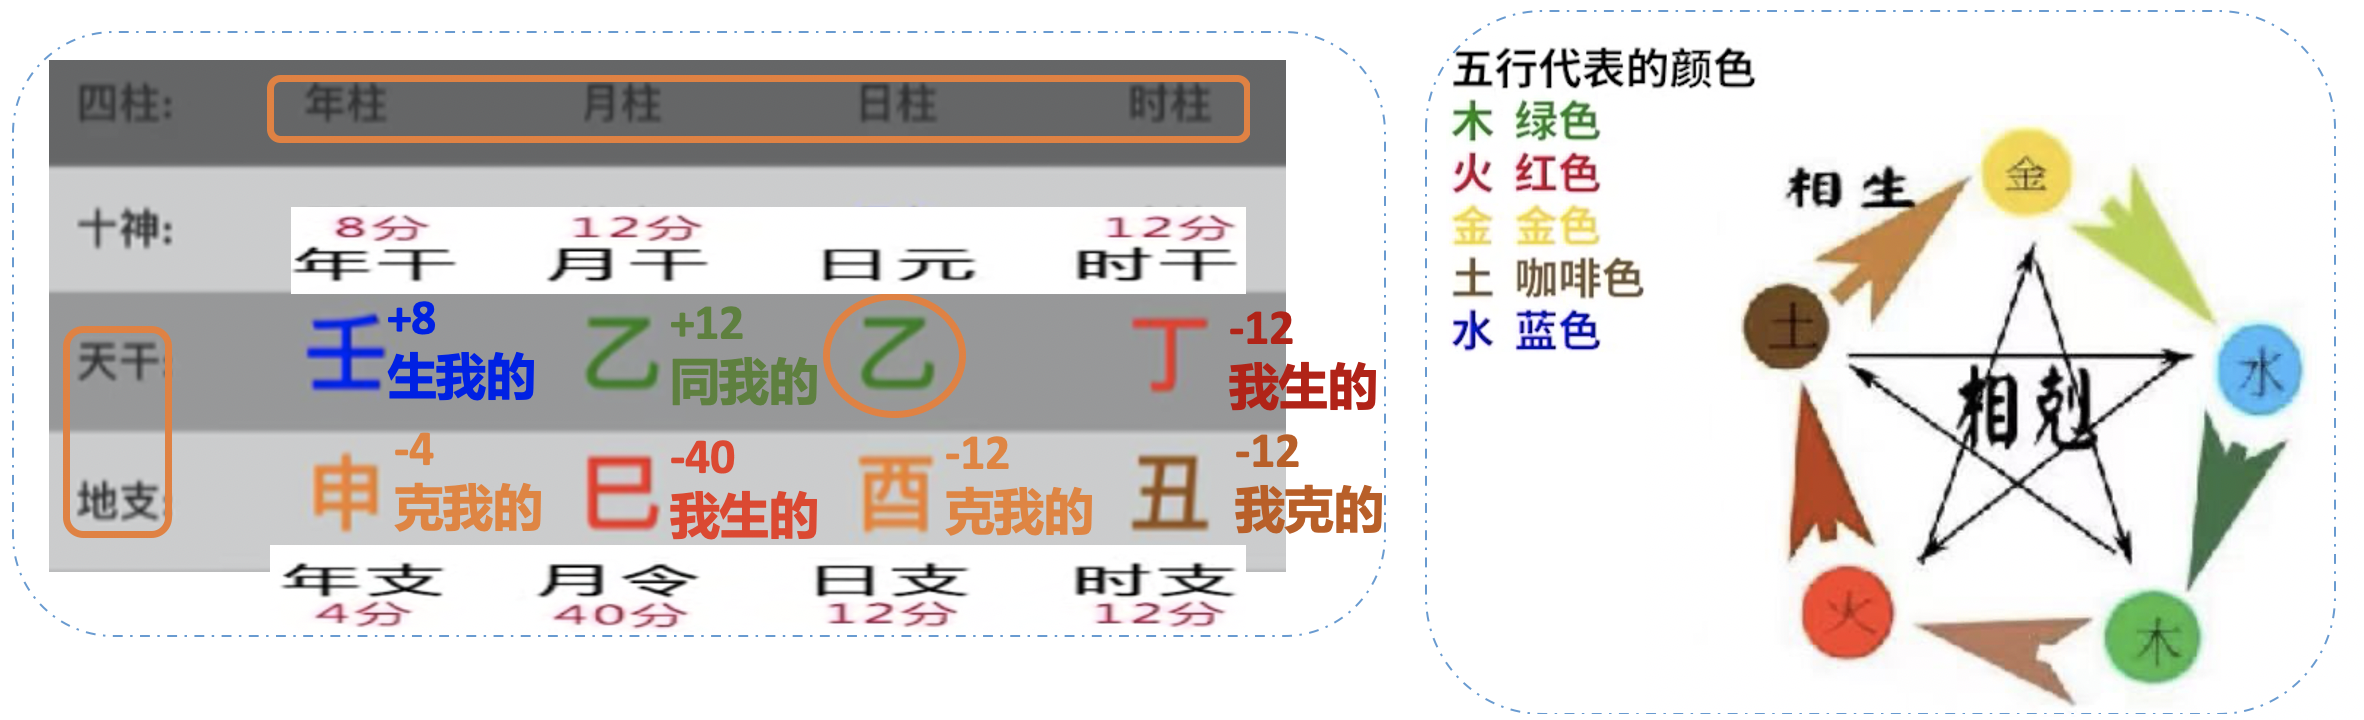 四柱: 年柱 月柱 日柱 时柱
十神: 8分 12分 12分
年干 月干 日元 时干
天干: 壬 +8 生我的 乙 +12 同我的 乙 丁 -12 我生的
地支: 申 -4 克我的 巳 -40 我生的 酉 -12 克我的 丑 -12 我克的
年支 月令 日支 时支
4分 40分 12分 12分
五行代表的颜色
木 绿色
火 红色
金 金色
土 咖啡色
水 蓝色
相生
金
土
水
相剋
火
木